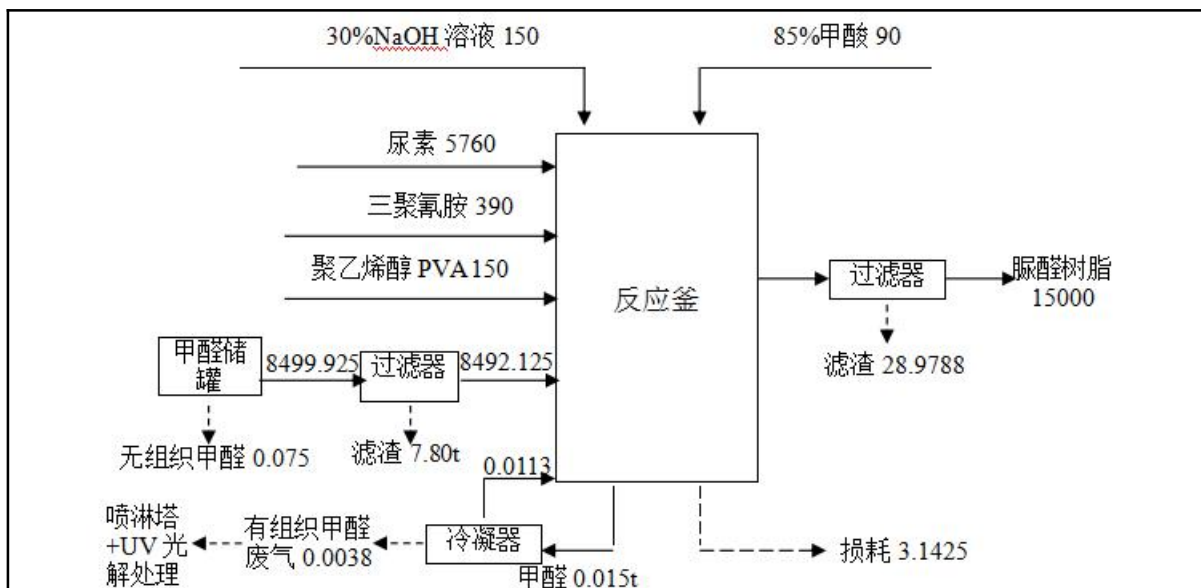 30%NaOH 溶液 150
85%甲酸 90
尿素 5760
三聚氰胺 390
聚乙烯醇 PVA 150
反应釜
过滤器
脲醛树脂
15000
滤渣 28.9788
甲醛储
罐
8499.925
过滤器
8492.125
无组织甲醛 0.075
滤渣 7.80t
0.0113
喷淋塔
+UV 光
解处理
有组织甲醛
废气 0.0038
冷凝器
甲醛 0.015t
损耗 3.1425